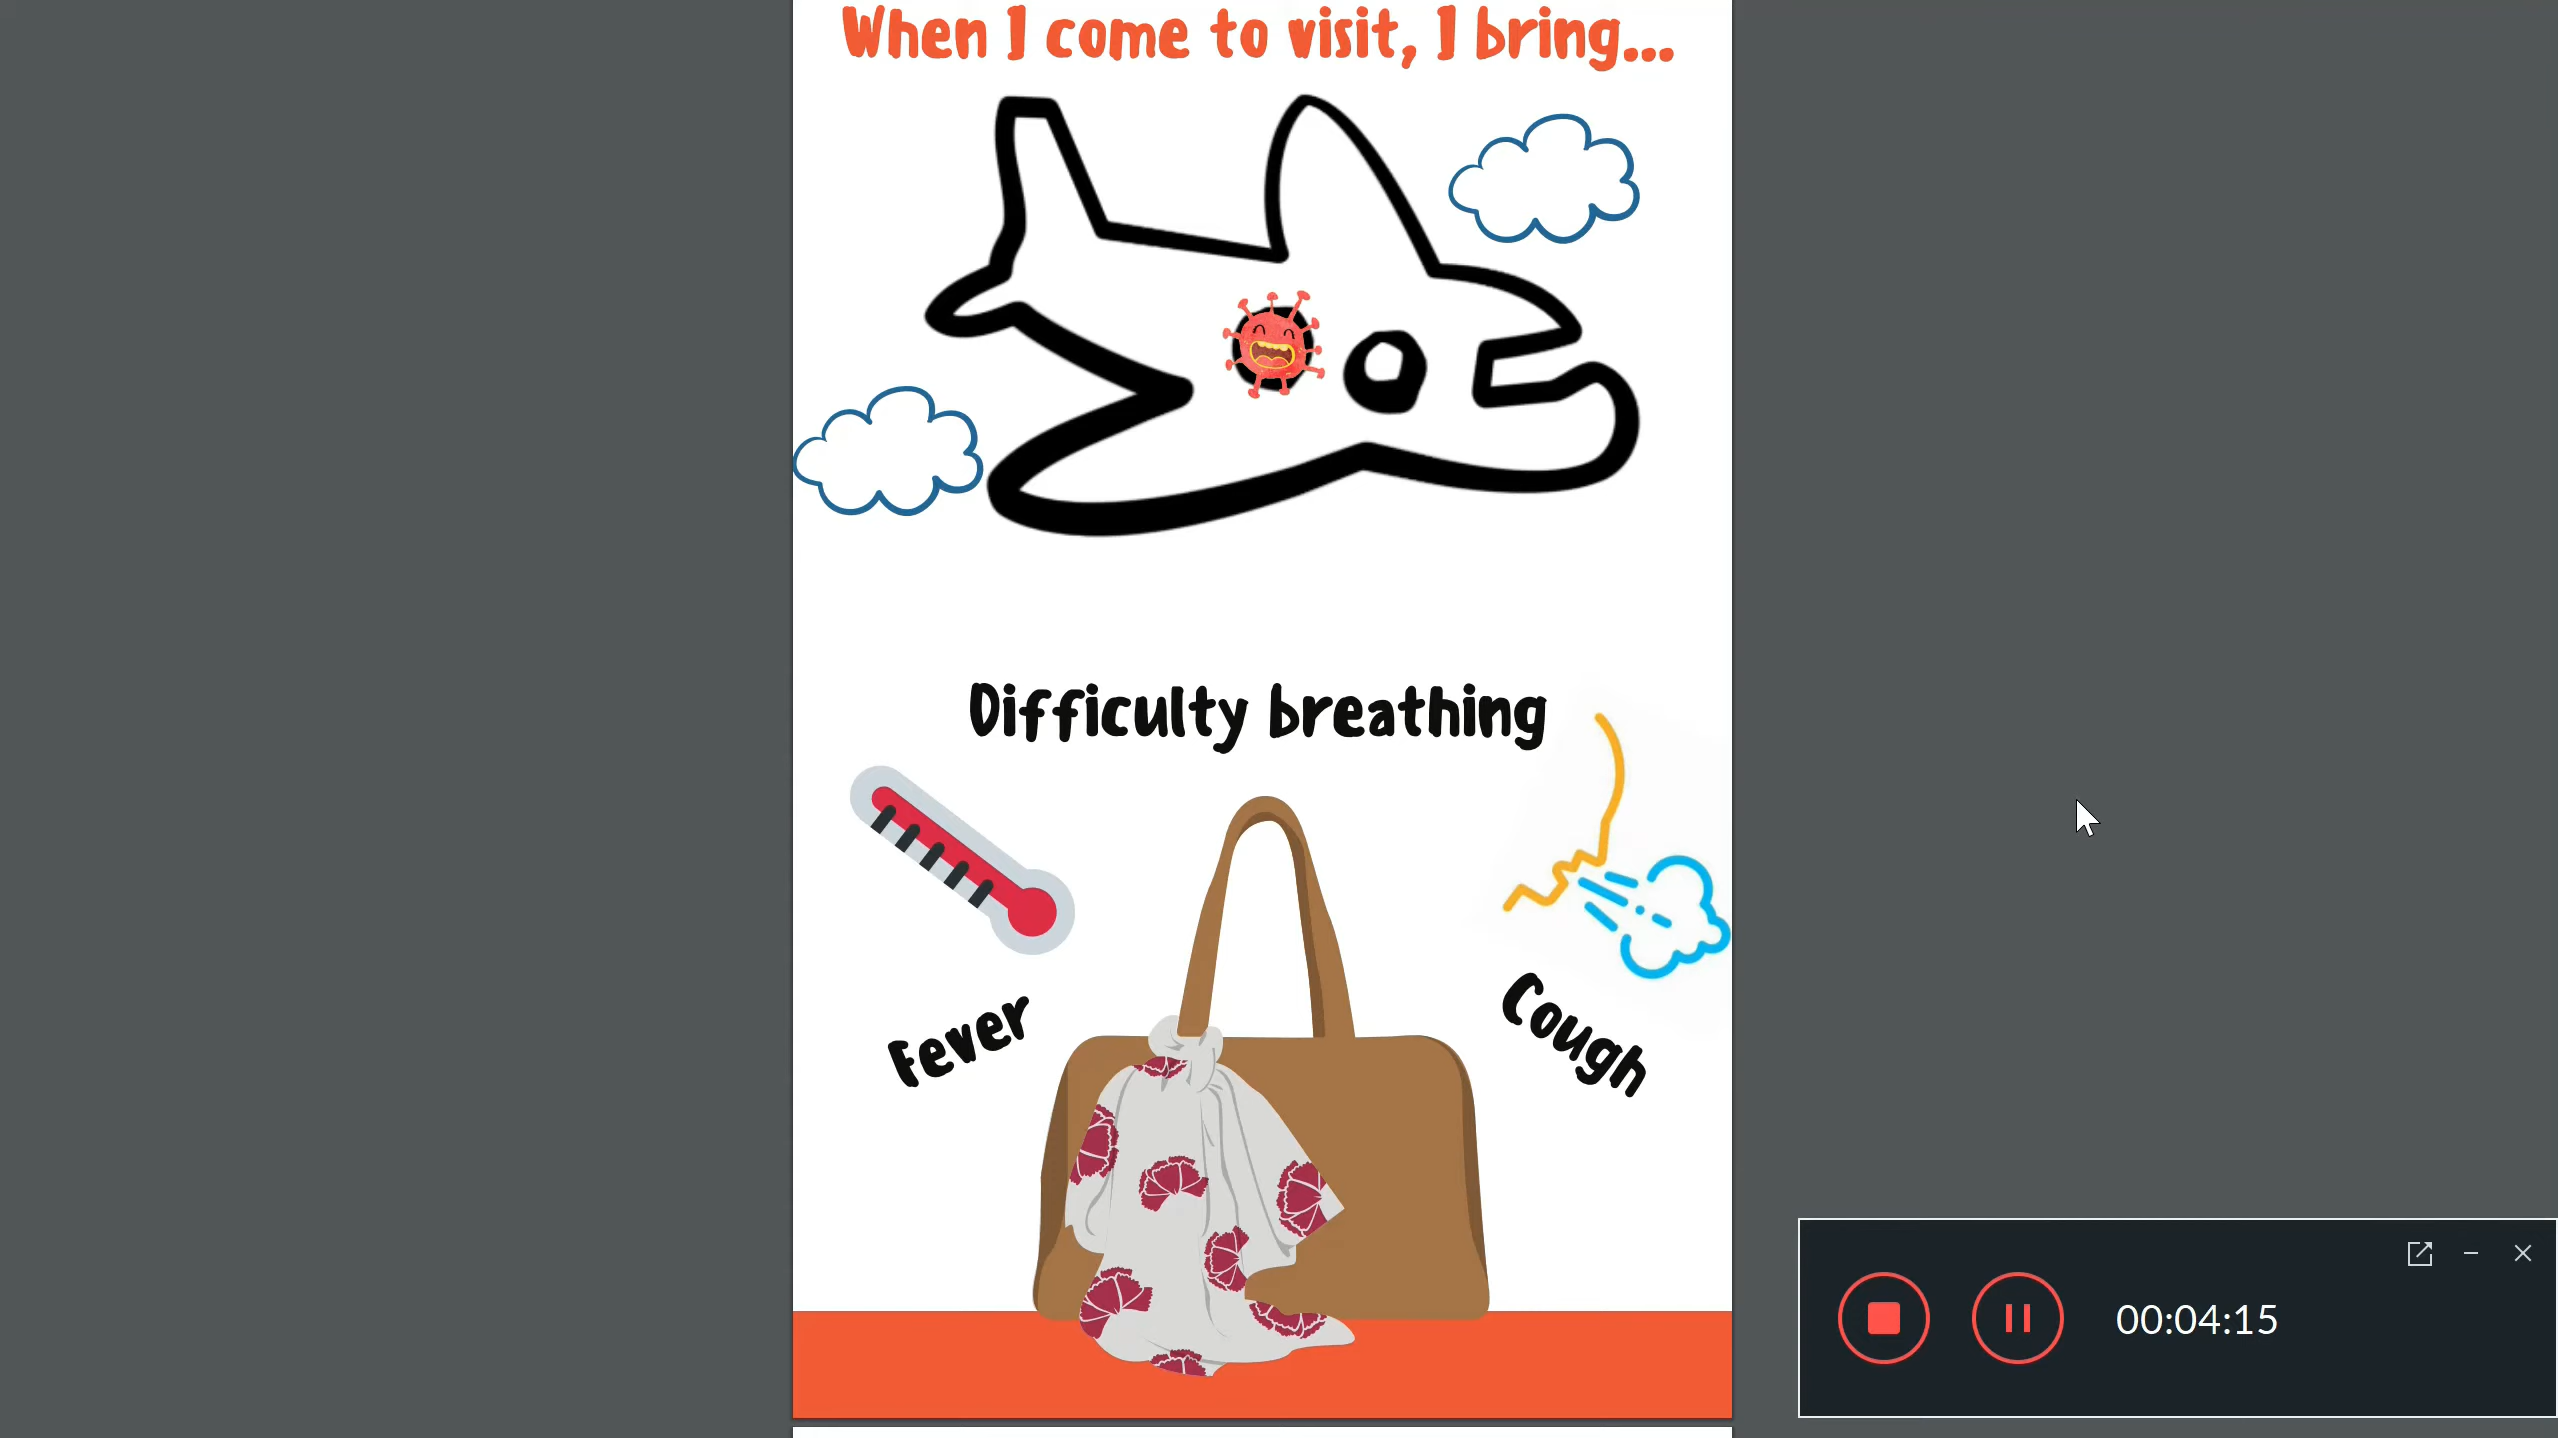 When I come to visit, I bring...
Difficulty breathing
Fever
Cough
00:04:15